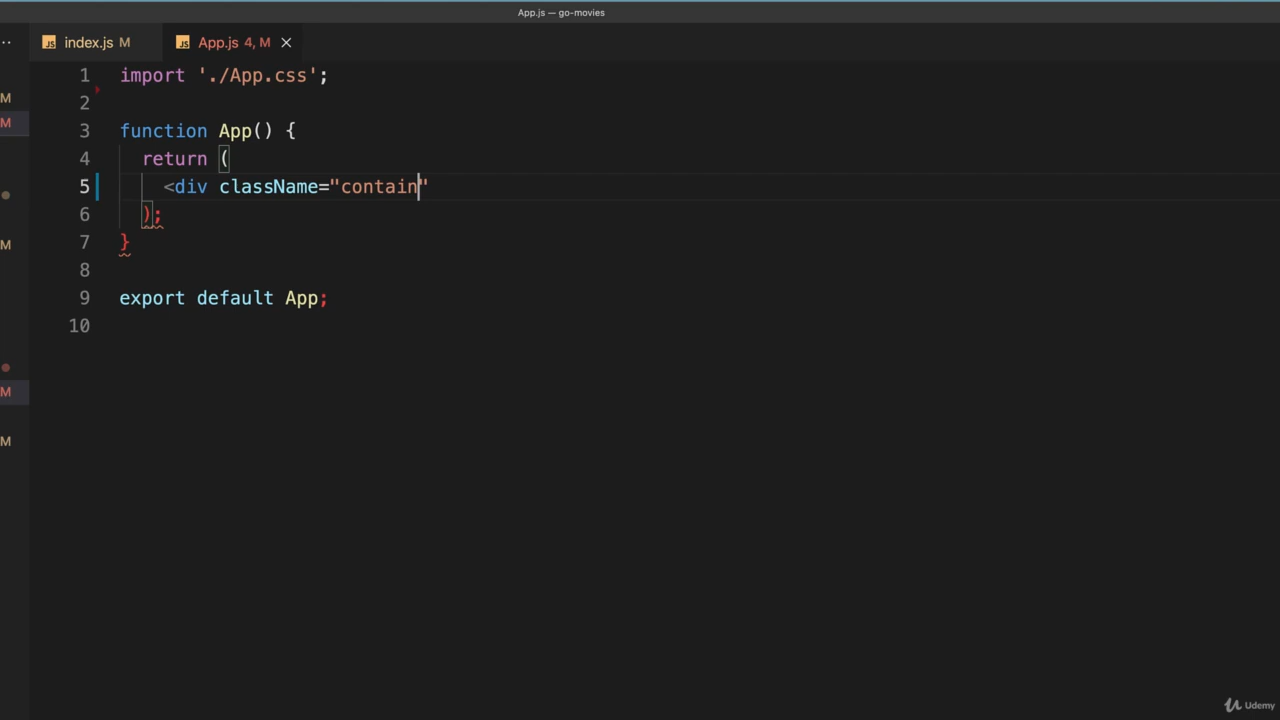 App.js — go-movies
index.js M
App.js 4, M
1 import './App.css';
2
3 function App() {
4 return (
5 <div className="contain"
6 );
7 }
8
9 export default App;
10
M
M
M
M
M
Udemy